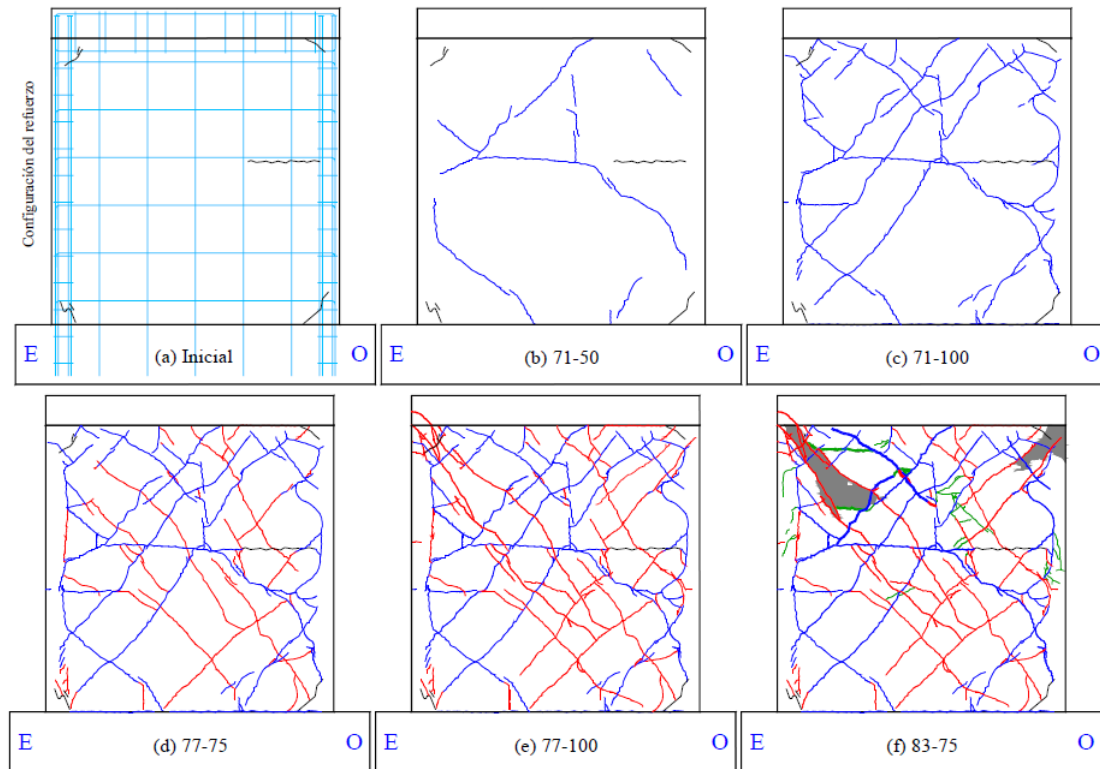 Configuración del refuerzo
E (a) Inicial O
(b) 71-50
E (c) 71-100 O
E (d) 77-75 O
E (e) 77-100 O
E (f) 83-75 O